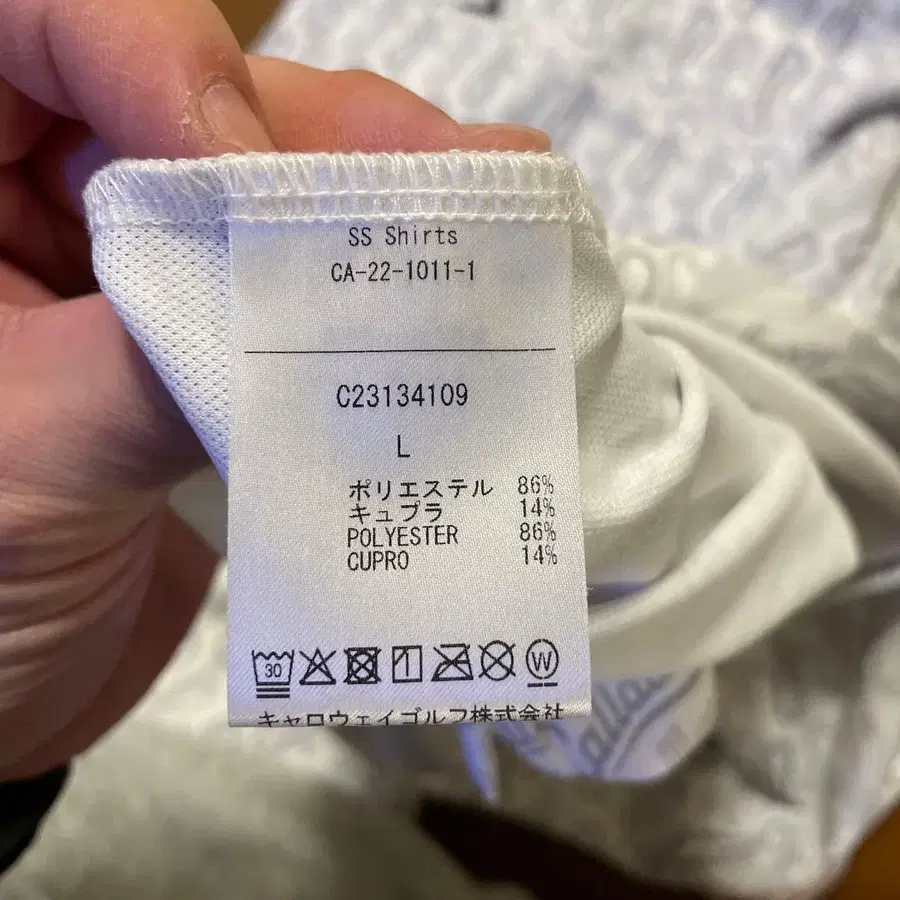 SS Shirts
CA-22-1011-1
C23134109
L
ポリエステル 86%
キュプラ 14%
POLYESTER 86%
CUPRO 14%
30
W
キャロウェイゴルフ株式会社